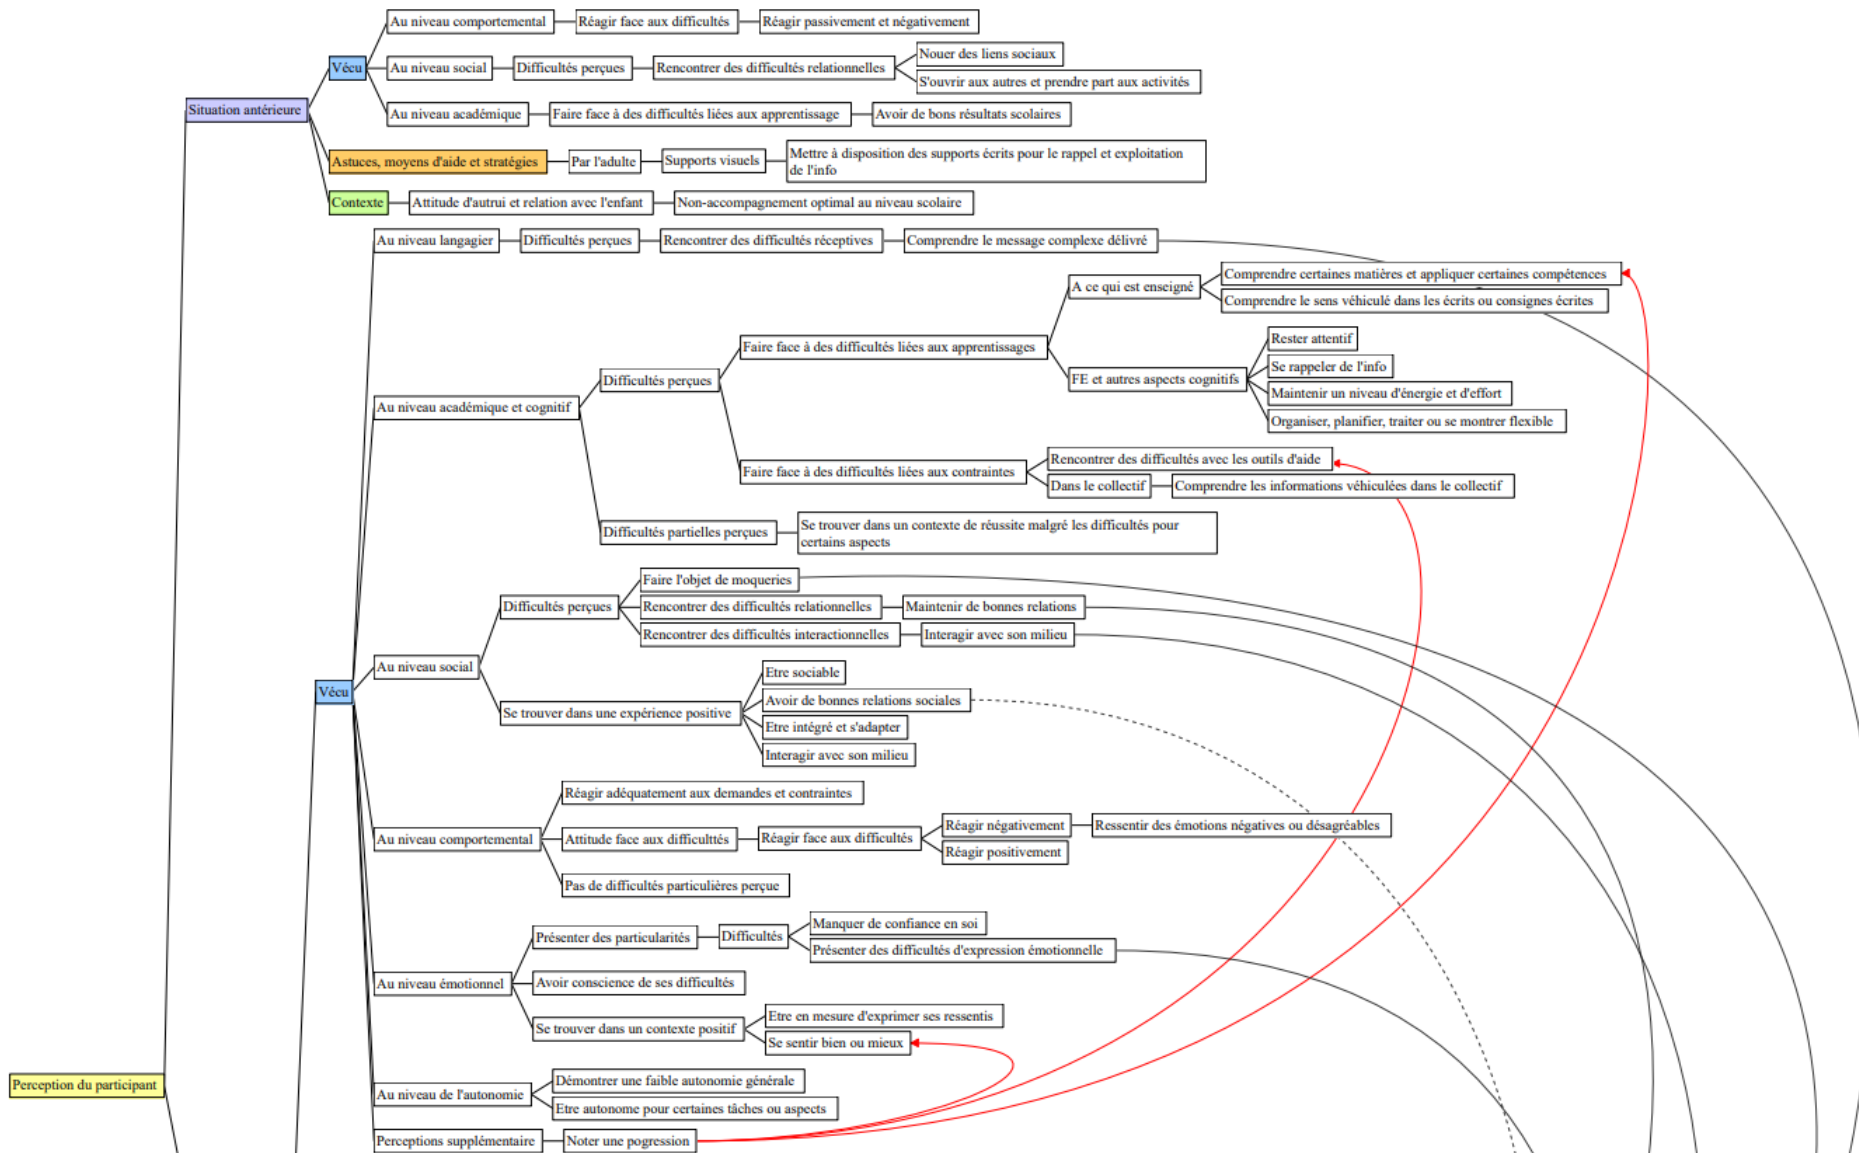 Au niveau comportemental
Réagir face aux difficultés
Réagir passivement et négativement
Vécu
Au niveau social
Difficultés perçues
Rencontrer des difficultés relationnelles
Nouer des liens sociaux
S'ouvrir aux autres et prendre part aux activités
Situation antérieure
Au niveau académique
Faire face à des difficultés liées aux apprentissage
Avoir de bons résultats scolaires
Astuces, moyens d'aide et stratégies
Par l'adulte
Supports visuels
Mettre à disposition des supports écrits pour le rappel et exploitation
de l'info
Contexte
Attitude d'autrui et relation avec l'enfant
Non-accompagnement optimal au niveau scolaire
Au niveau langagier
Difficultés perçues
Rencontrer des difficultés réceptives
Comprendre le message complexe délivré
A ce qui est enseigné
Comprendre certaines matières et appliquer certaines compétences
Comprendre le sens véhiculé dans les écrits ou consignes écrites
Faire face à des difficultés liées aux apprentissages
Rester attentif
Se rappeler de l'info
FE et autres aspects cognitifs
Maintenir un niveau d'énergie et d'effort
Organiser, planifier, traiter ou se montrer flexible
Difficultés perçues
Au niveau académique et cognitif
Faire face à des difficultés liées aux contraintes
Rencontrer des difficultés avec les outils d'aide
Dans le collectif
Comprendre les informations véhiculées dans le collectif
Difficultés partielles perçues
Se trouver dans un contexte de réussite malgré les difficultés pour
certains aspects
Difficultés perçues
Faire l'objet de moqueries
Rencontrer des difficultés relationnelles
Maintenir de bonnes relations
Rencontrer des difficultés interactionnelles
Interagir avec son milieu
Au niveau social
Vécu
Se trouver dans une expérience positive
Etre sociable
Avoir de bonnes relations sociales
Etre intégré et s'adapter
Interagir avec son milieu
Réagir adéquatement aux demandes et contraintes
Au niveau comportemental
Attitude face aux difficulttés
Réagir face aux difficultés
Réagir négativement
Ressentir des émotions négatives ou désagréables
Réagir positivement
Pas de difficultés particulières perçue
Présenter des particularités
Difficultés
Manquer de confiance en soi
Présenter des difficultés d'expression émotionnelle
Au niveau émotionnel
Avoir conscience de ses difficultés
Se trouver dans un contexte positif
Etre en mesure d'exprimer ses ressentis
Se sentir bien ou mieux
Perception du participant
Au niveau de l'autonomie
Démontrer une faible autonomie générale
Etre autonome pour certaines tâches ou aspects
Perceptions supplémentaire
Noter une pogression